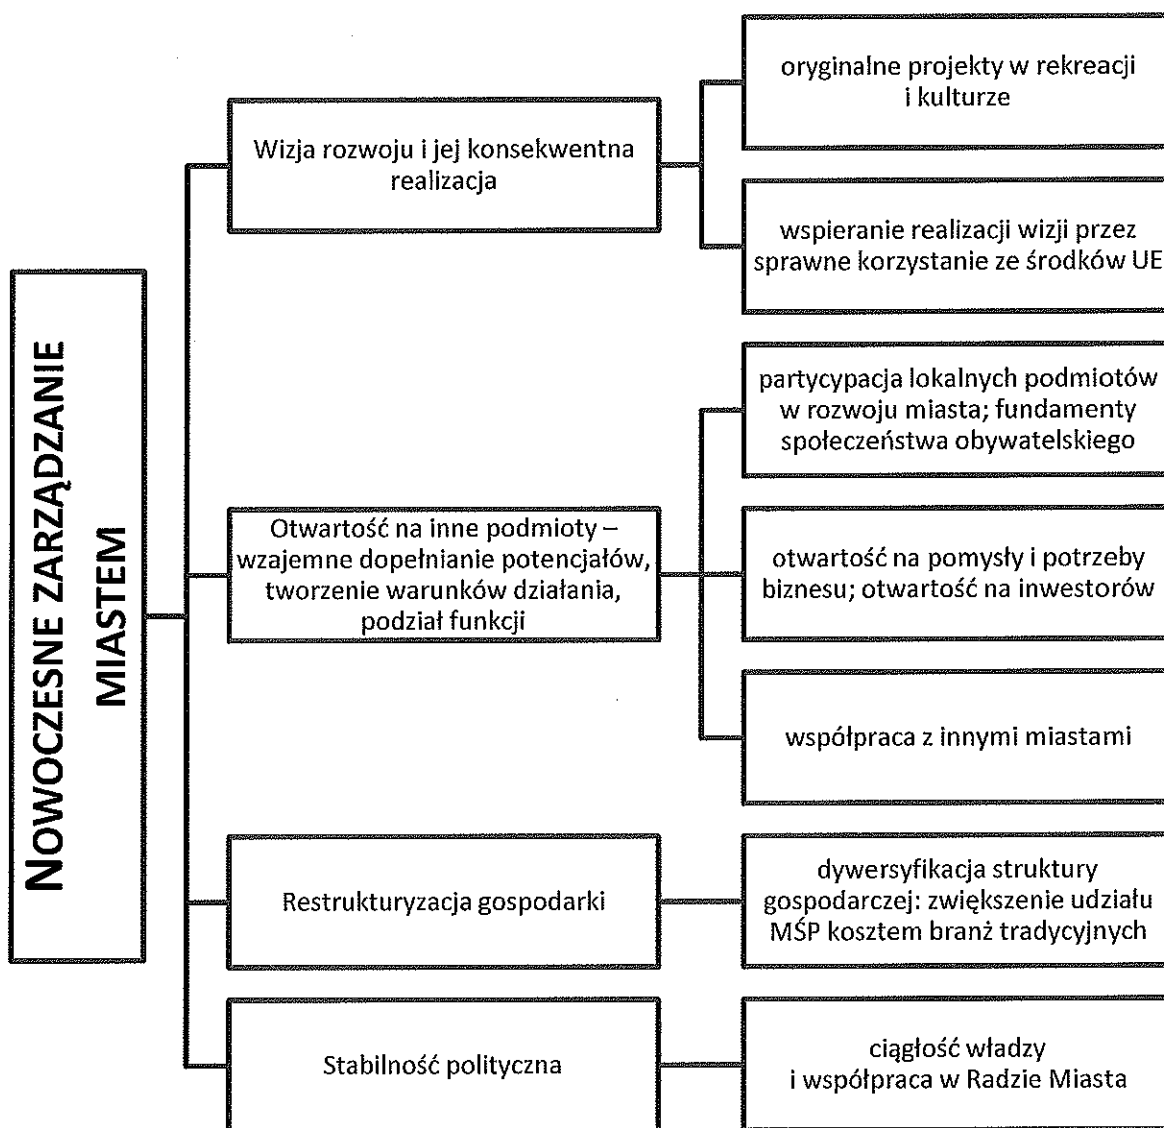 NOWOCZESNE ZARZĄDZANIE
MIASTEM
Wizja rozwoju i jej konsekwentna
realizacja
oryginalne projekty w rekreacji
i kulturze
wspieranie realizacji wizji przez
sprawne korzystanie ze środków UE
Otwartość na inne podmioty –
wzajemne dopełnianie potencjałów,
tworzenie warunków działania,
podział funkcji
partycypacja lokalnych podmiotów
w rozwoju miasta; fundamenty
społeczeństwa obywatelskiego
otwartość na pomysły i potrzeby
biznesu; otwartość na inwestorów
współpraca z innymi miastami
Restrukturyzacja gospodarki
dywersyfikacja struktury
gospodarczej: zwiększenie udziału
MŚP kosztem branż tradycyjnych
Stabilność polityczna
ciągłość władzy
i współpraca w Radzie Miasta